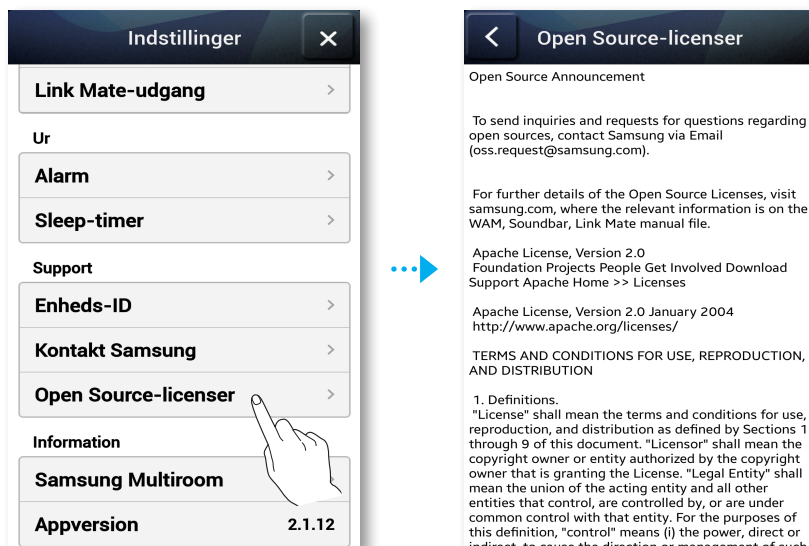 Indstillinger
Link Mate-udgang
Ur
Alarm
Sleep-timer
Support
Enheds-ID
Kontakt Samsung
Open Source-licenser
Information
Samsung Multiroom
Appversion 2.1.12
Open Source-licenser
Open Source Announcement
To send inquiries and requests for questions regarding
open sources, contact Samsung via Email
(oss.request@samsung.com).
For further details of the Open Source Licenses, visit
samsung.com, where the relevant information is on the
WAM, Soundbar, Link Mate manual file.
Apache License, Version 2.0
Foundation Projects People Get Involved Download
Support Apache Home >> Licenses
Apache License, Version 2.0 January 2004
http://www.apache.org/licenses/
TERMS AND CONDITIONS FOR USE, REPRODUCTION,
AND DISTRIBUTION
1. Definitions.
"License" shall mean the terms and conditions for use,
reproduction, and distribution as defined by Sections 1
through 9 of this document. "Licensor" shall mean the
copyright owner or entity authorized by the copyright
owner that is granting the License. "Legal Entity" shall
mean the union of the acting entity and all other
entities that control, are controlled by, or are under
common control with that entity. For the purposes of
this definition, "control" means (i) the power, direct or
indirect, to cause the direction or management of such